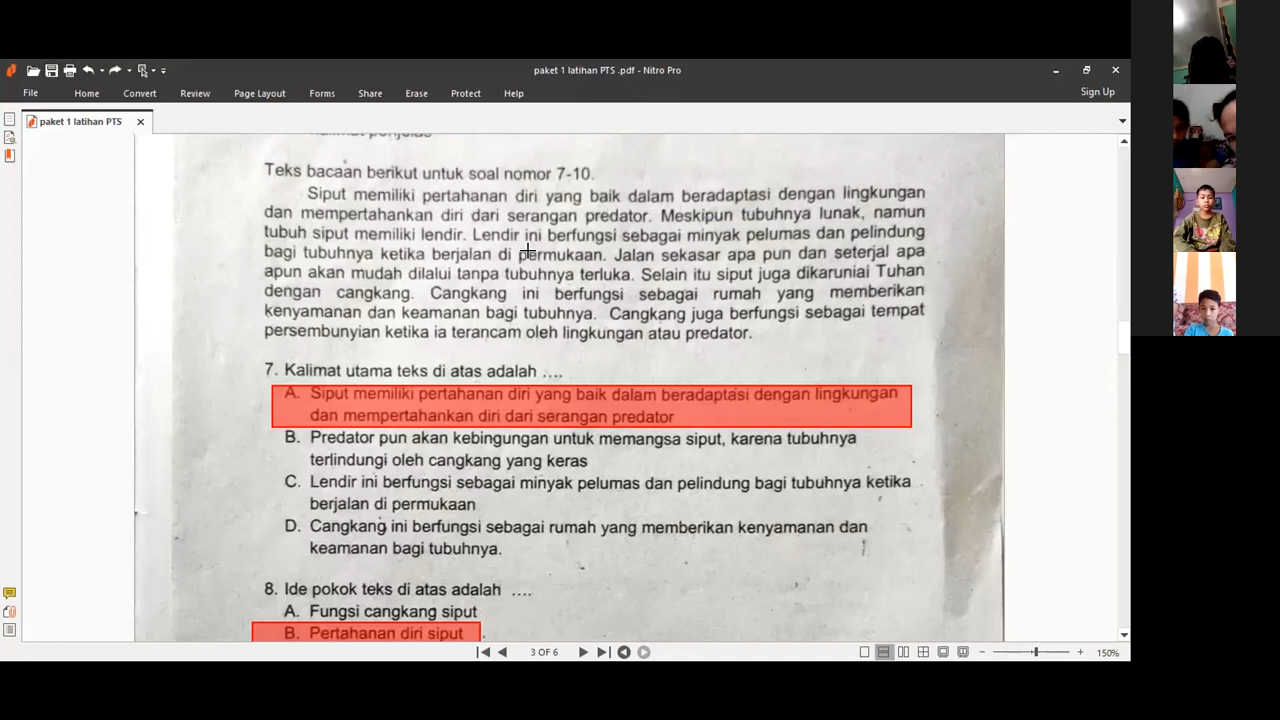 paket 1 latihan PTS .pdf - Nitro Pro
File Home Convert Review Page Layout Forms Share Erase Protect Help
Sign Up
paket 1 latihan PTS
Teks bacaan berikut untuk soal nomor 7-10.
Siput memiliki pertahanan diri yang baik dalam beradaptasi dengan lingkungan
dan mempertahankan diri dari serangan predator. Meskipun tubuhnya lunak, namun
tubuh siput memiliki lendir. Lendir ini berfungsi sebagai minyak pelumas dan pelindung
bagi tubuhnya ketika berjalan di permukaan. Jalan sekasar apa pun dan seterjal apa
apun akan mudah dilalui tanpa tubuhnya terluka. Selain itu siput juga dikaruniai Tuhan
dengan cangkang. Cangkang ini berfungsi sebagai rumah yang memberikan
kenyamanan dan keamanan bagi tubuhnya. Cangkang juga berfungsi sebagai tempat
persembunyian ketika ia terancam oleh lingkungan atau predator.
7. Kalimat utama teks di atas adalah ....
A. Siput memiliki pertahanan diri yang baik dalam beradaptasi dengan lingkungan
dan mempertahankan diri dari serangan predator
B. Predator pun akan kebingungan untuk memangsa siput, karena tubuhnya
terlindungi oleh cangkang yang keras
C. Lendir ini berfungsi sebagai minyak pelumas dan pelindung bagi tubuhnya ketika
berjalan di permukaan
D. Cangkang ini berfungsi sebagai rumah yang memberikan kenyamanan dan
keamanan bagi tubuhnya.
8. Ide pokok teks di atas adalah ....
A. Fungsi cangkang siput
B. Pertahanan diri siput
3 OF 6
150%